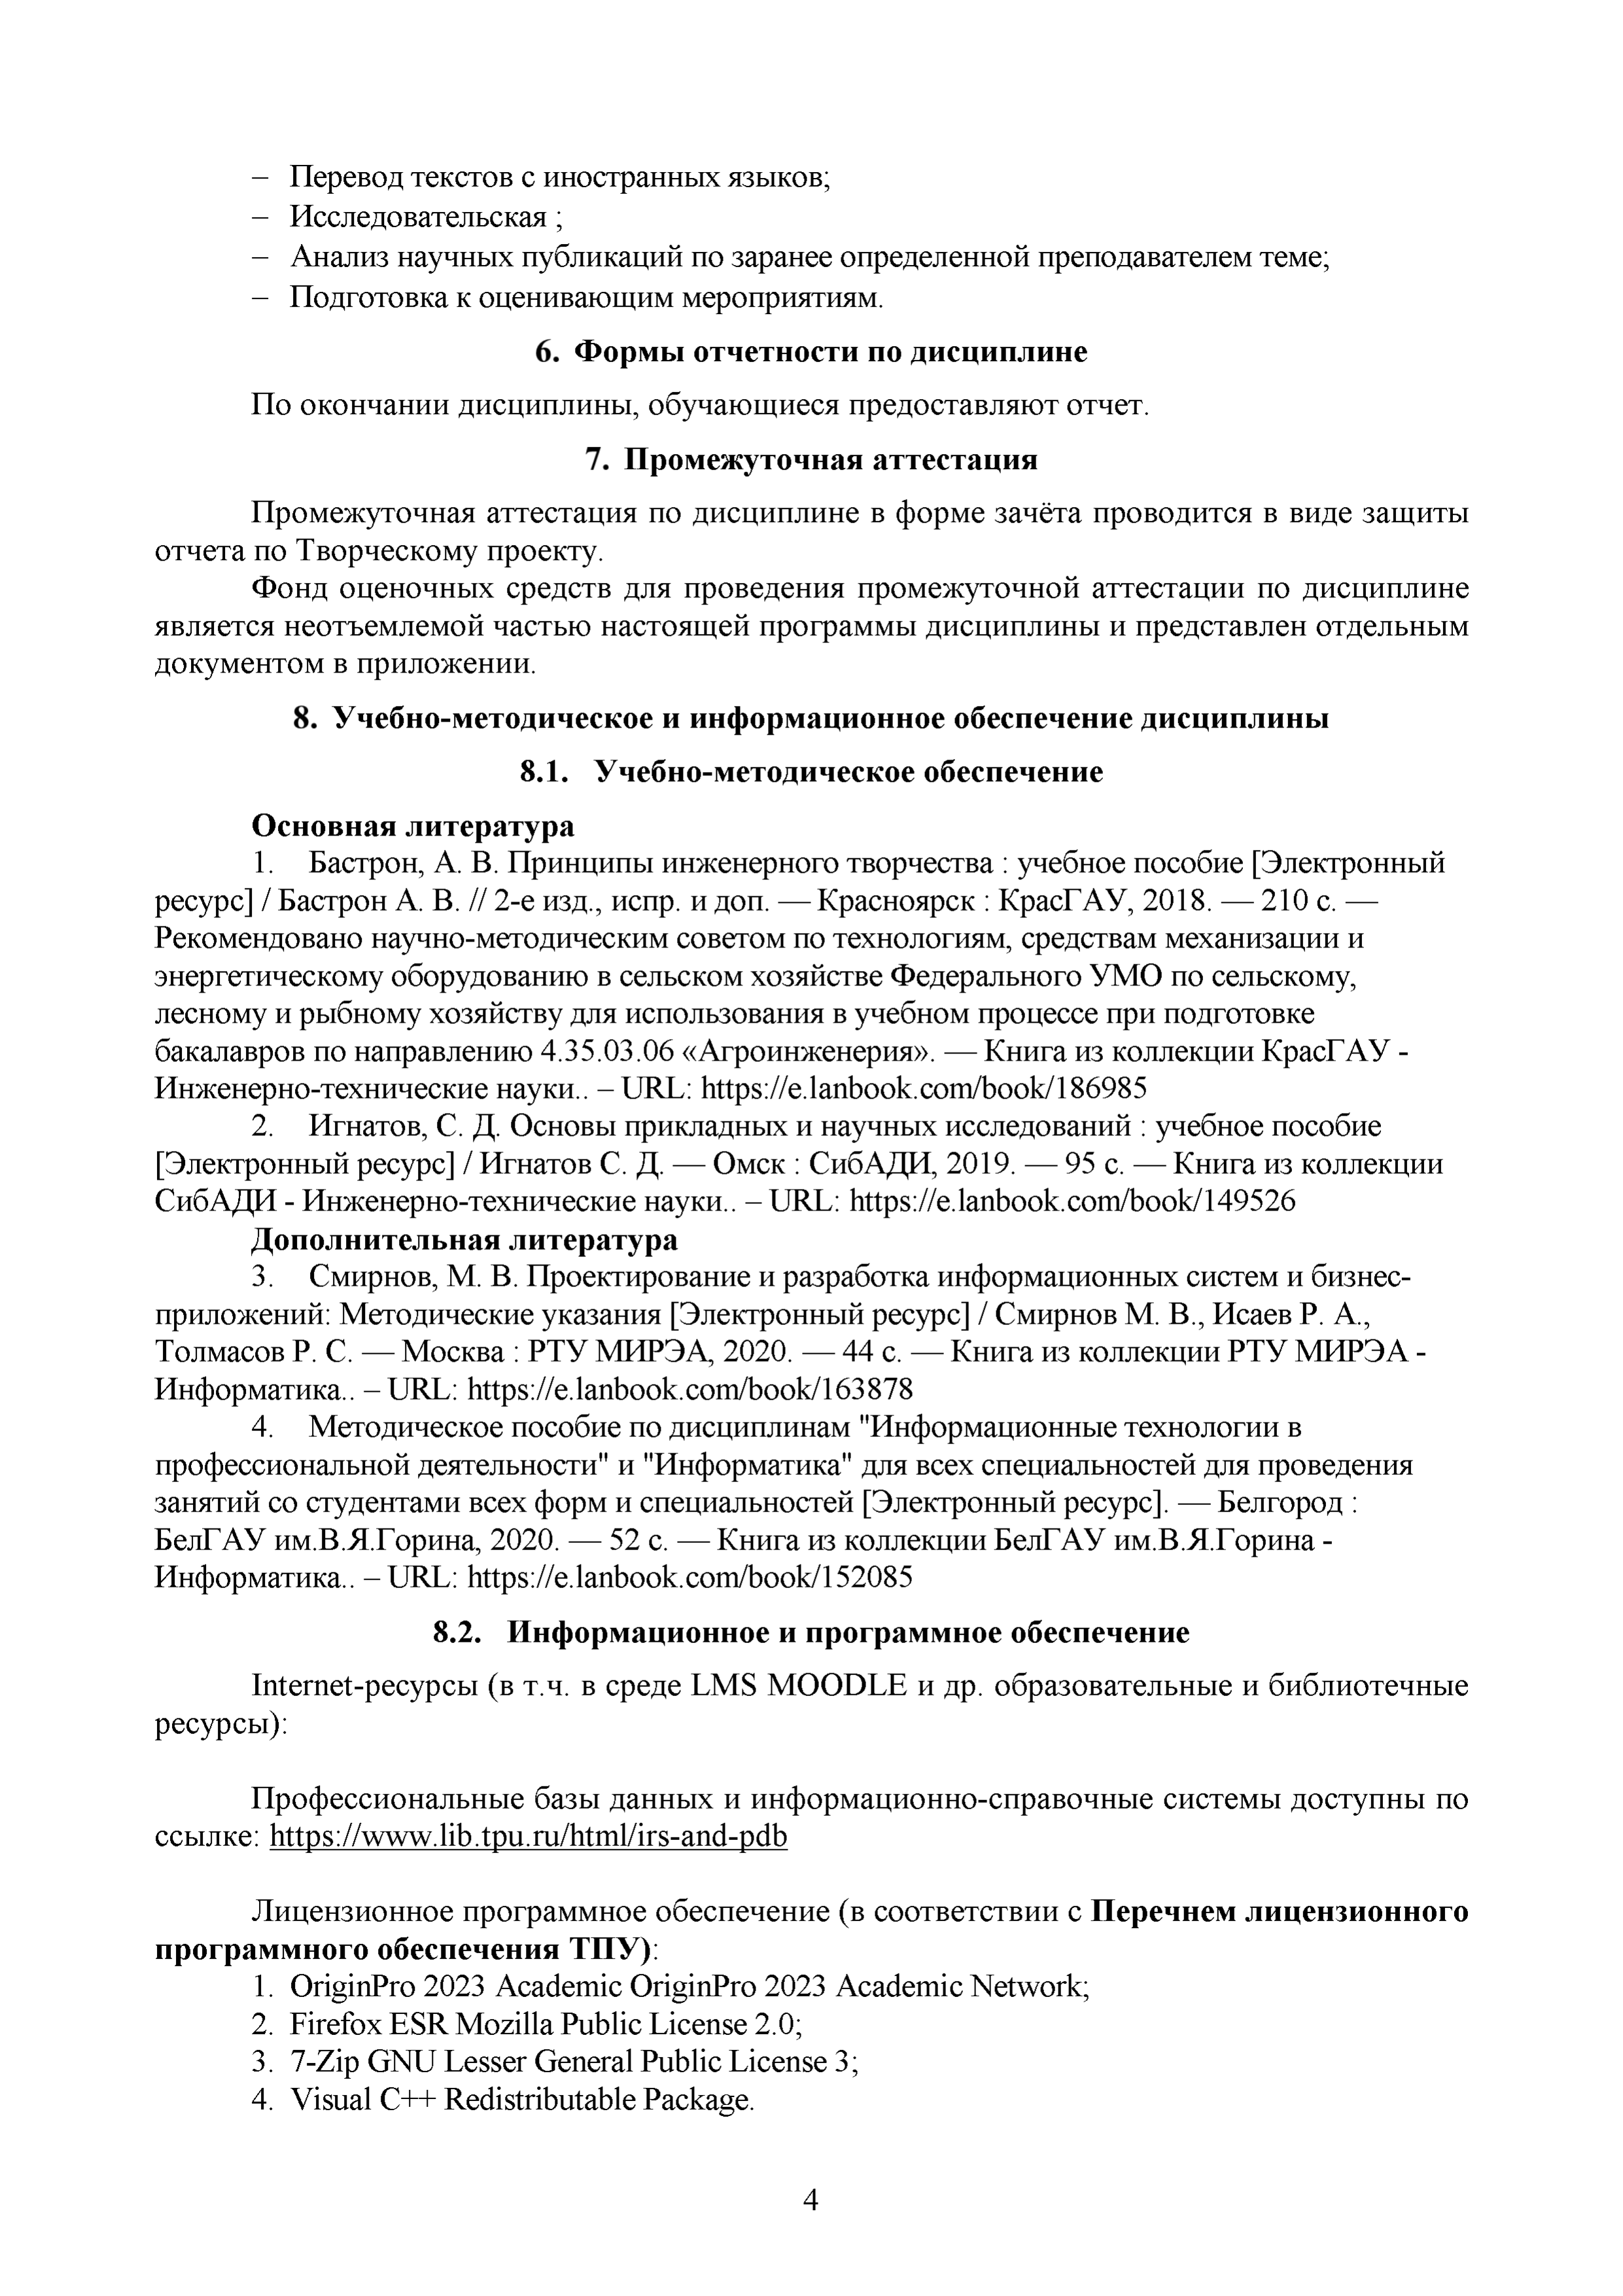 – Перевод текстов с иностранных языков;
– Исследовательская ;
– Анализ научных публикаций по заранее определенной преподавателем теме;
– Подготовка к оценивающим мероприятиям.
6. Формы отчетности по дисциплине
По окончании дисциплины, обучающиеся предоставляют отчет.
7. Промежуточная аттестация
Промежуточная аттестация по дисциплине в форме зачёта проводится в виде защиты
отчета по Творческому проекту.
Фонд оценочных средств для проведения промежуточной аттестации по дисциплине
является неотъемлемой частью настоящей программы дисциплины и представлен отдельным
документом в приложении.
8. Учебно-методическое и информационное обеспечение дисциплины
8.1. Учебно-методическое обеспечение
Основная литература
1. Бастрон, А. В. Принципы инженерного творчества : учебное пособие [Электронный
ресурс] / Бастрон А. В. // 2-е изд., испр. и доп. — Красноярск : КрасГАУ, 2018. — 210 с. —
Рекомендовано научно-методическим советом по технологиям, средствам механизации и
энергетическому оборудованию в сельском хозяйстве Федерального УМО по сельскому,
лесному и рыбному хозяйству для использования в учебном процессе при подготовке
бакалавров по направлению 4.35.03.06 «Агроинженерия». — Книга из коллекции КрасГАУ -
Инженерно-технические науки.. – URL: https://e.lanbook.com/book/186985
2. Игнатов, С. Д. Основы прикладных и научных исследований : учебное пособие
[Электронный ресурс] / Игнатов С. Д. — Омск : СибАДИ, 2019. — 95 с. — Книга из коллекции
СибАДИ - Инженерно-технические науки.. – URL: https://e.lanbook.com/book/149526
Дополнительная литература
3. Смирнов, М. В. Проектирование и разработка информационных систем и бизнес-
приложений: Методические указания [Электронный ресурс] / Смирнов М. В., Исаев Р. А.,
Толмасов Р. С. — Москва : РТУ МИРЭА, 2020. — 44 с. — Книга из коллекции РТУ МИРЭА -
Информатика.. – URL: https://e.lanbook.com/book/163878
4. Методическое пособие по дисциплинам "Информационные технологии в
профессиональной деятельности" и "Информатика" для всех специальностей для проведения
занятий со студентами всех форм и специальностей [Электронный ресурс]. — Белгород :
БелГАУ им.В.Я.Горина, 2020. — 52 с. — Книга из коллекции БелГАУ им.В.Я.Горина -
Информатика.. – URL: https://e.lanbook.com/book/152085
8.2. Информационное и программное обеспечение
Internet-ресурсы (в т.ч. в среде LMS MOODLE и др. образовательные и библиотечные
ресурсы):
Профессиональные базы данных и информационно-справочные системы доступны по
ссылке: https://www.lib.tpu.ru/html/irs-and-pdb
Лицензионное программное обеспечение (в соответствии с Перечнем лицензионного
программного обеспечения ТПУ):
1. OriginPro 2023 Academic OriginPro 2023 Academic Network;
2. Firefox ESR Mozilla Public License 2.0;
3. 7-Zip GNU Lesser General Public License 3;
4. Visual C++ Redistributable Package.
4